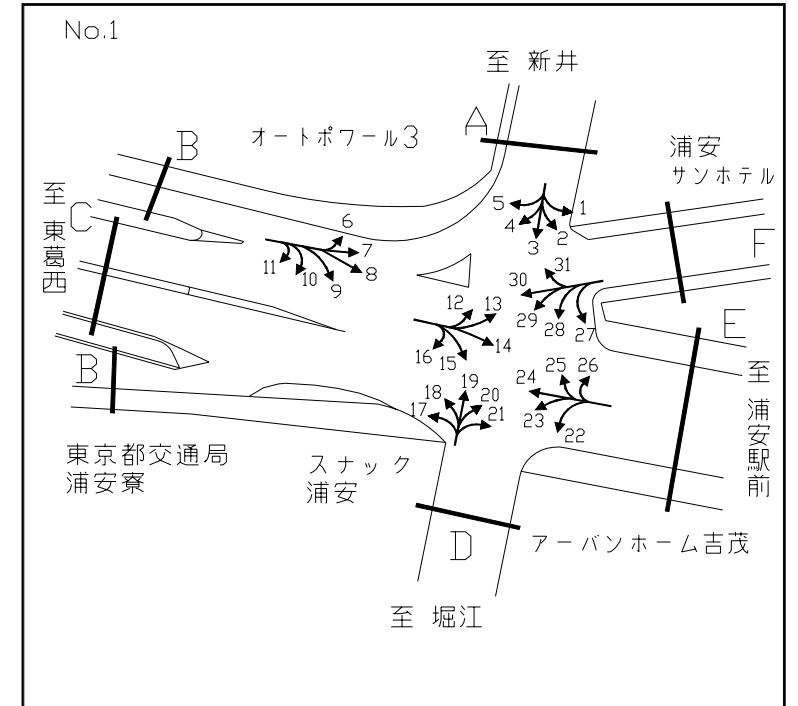 No.1
至 新井
A
B
オートポワール3
浦安
サンホテル
至
東
葛
西
C
F
5
1
4
3
2
6
7
11
10
9
8
31
30
29
28
27
12
13
16
15
14
E
B
19
18
20
17
21
25
26
24
23
22
至
浦
安
駅
前
東京都交通局
浦安寮
スナック
浦安
D
アーバンホーム吉茂
至 堀江